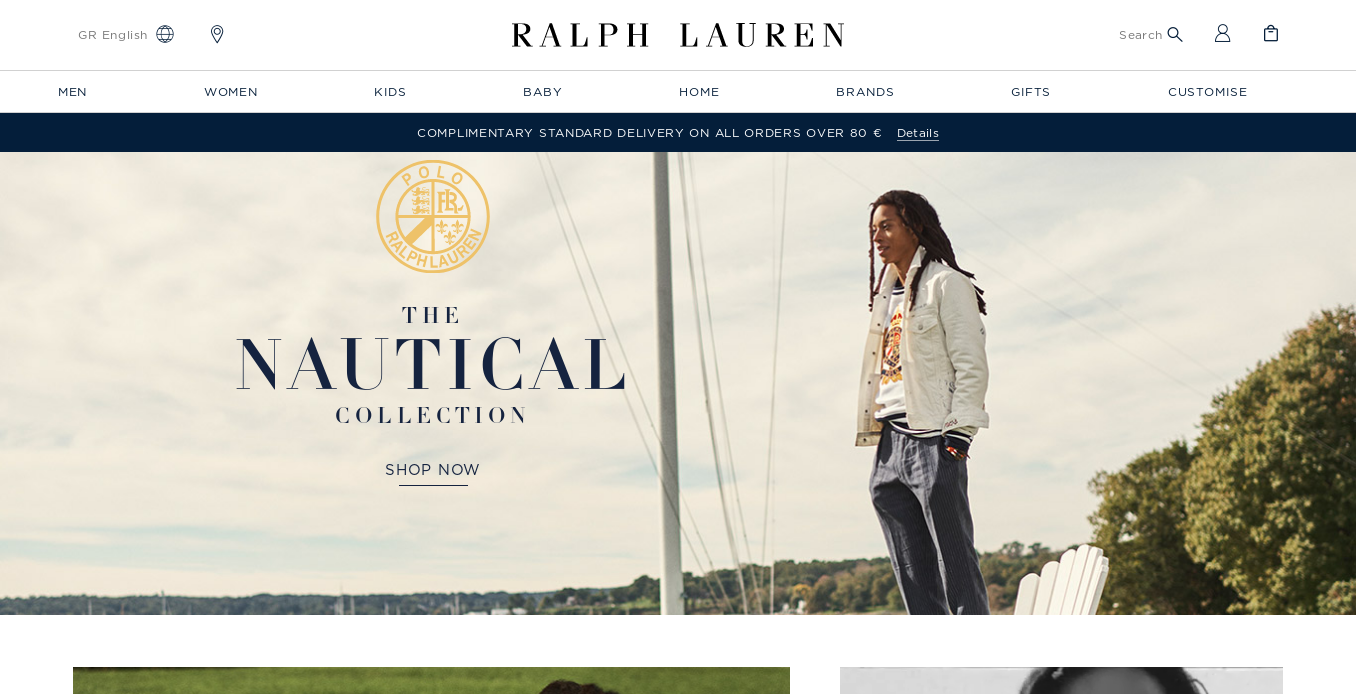 GR English
RALPH LAUREN
Search
MEN WOMEN KIDS BABY HOME BRANDS GIFTS CUSTOMISE
COMPLIMENTARY STANDARD DELIVERY ON ALL ORDERS OVER 80 € Details
POLO
RL
RALPH LAUREN
THE
NAUTICAL
COLLECTION
SHOP NOW